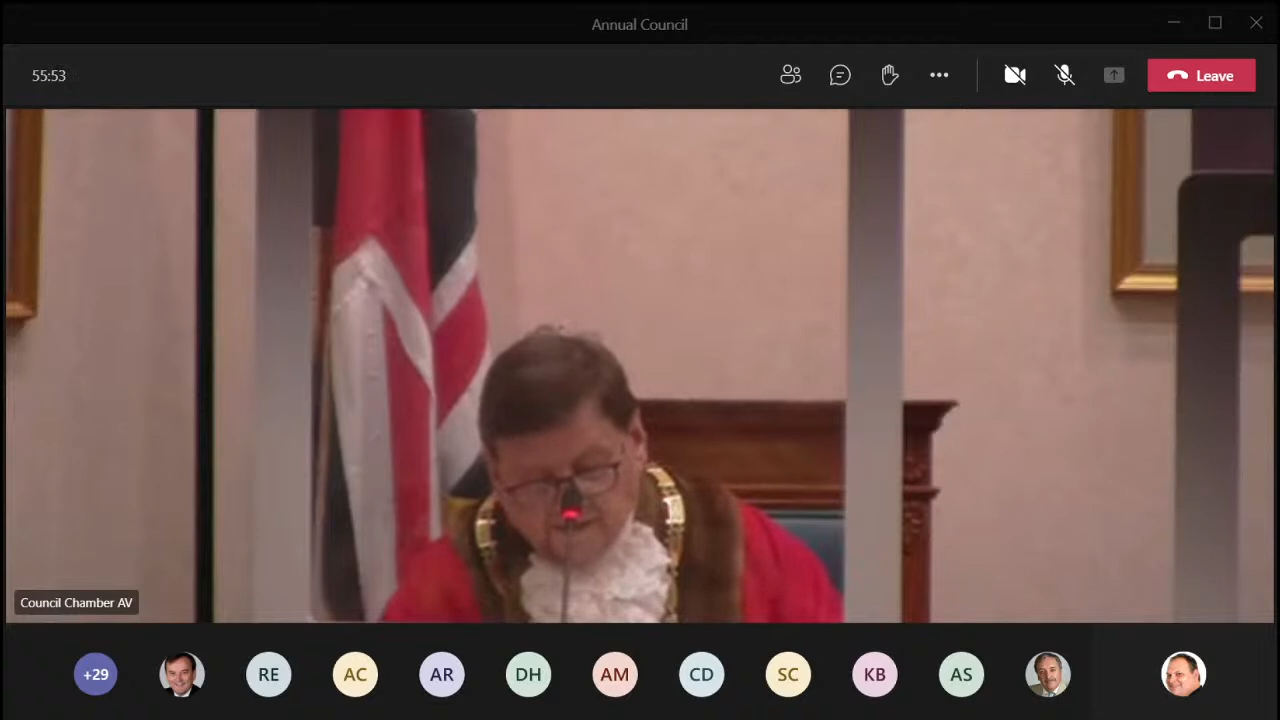 Annual Council
55:53
Leave
Council Chamber AV
+29 RE AC AR DH AM CD SC KB AS